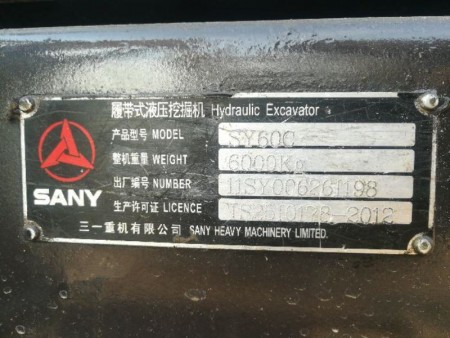 履带式液压挖掘机 Hydraulic Excavator
产品型号 MODEL SY60C
整机重量 WEIGHT 6000Kg
出厂编号 NUMBER
生产许可证 LICENCE
SANY
三一重机有限公司 SANY HEAVY MACHINERY LIMITED.